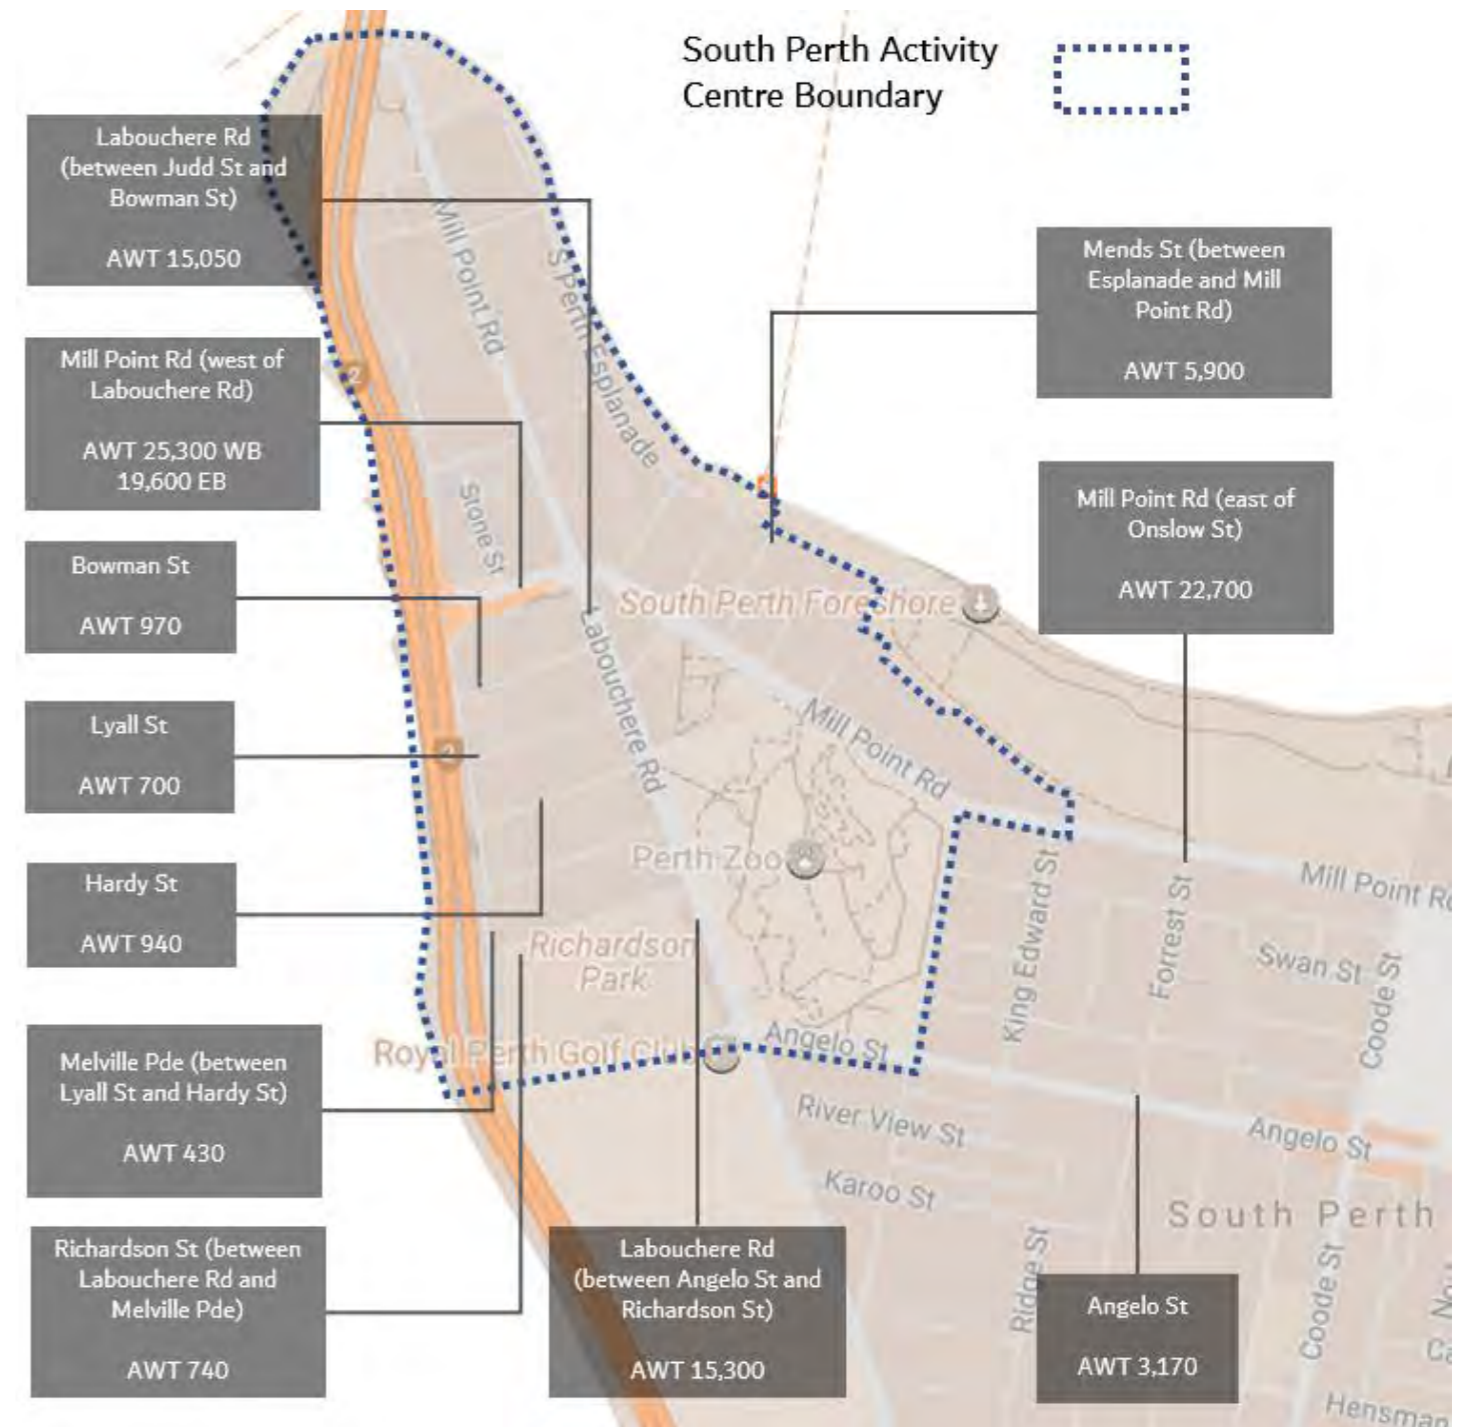 South Perth Activity
Centre Boundary
Labouchere Rd
(between Judd St and
Bowman St)
AWT 15,050
Mends St (between
Esplanade and Mill
Point Rd)
AWT 5,900
Mill Point Rd (west of
Labouchere Rd)
AWT 25,300 WB
19,600 EB
Mill Point Rd (east of
Onslow St)
AWT 22,700
Bowman St
AWT 970
Lyall St
AWT 700
Hardy St
AWT 940
Melville Pde (between
Lyall St and Hardy St)
AWT 430
Richardson St (between
Labouchere Rd and
Melville Pde)
AWT 740
Labouchere Rd
(between Angelo St and
Richardson St)
AWT 15,300
Angelo St
AWT 3,170
Mill Point Rd
S Perth Esplanade
2
Stone St
South Perth Foreshore
Labouchere Rd
Mill Point Rd
2
Perth Zoo
Richardson
Park
Royal Perth Golf Club
Angelo St
King Edward St
Forrest St
Mill Point Rd
Swan St
Coode St
River View St
Karoo St
Angelo St
South Perth
Ridge St
Coode St